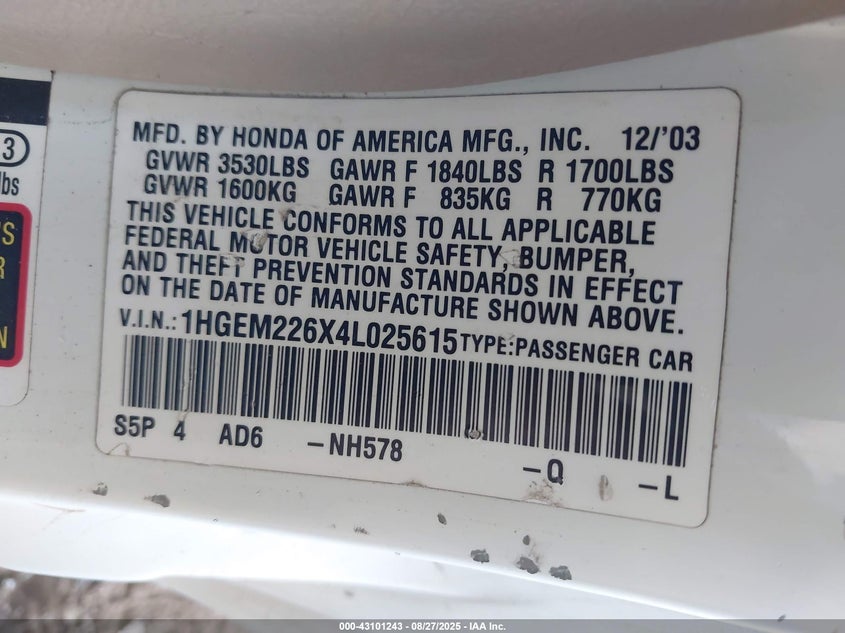 MFD. BY HONDA OF AMERICA MFG., INC. 12/'03
GVWR 3530LBS GAWR F 1840LBS R 1700LBS
GVWR 1600KG GAWR F 835KG R 770KG
THIS VEHICLE CONFORMS TO ALL APPLICABLE
FEDERAL MOTOR VEHICLE SAFETY, BUMPER,
AND THEFT PREVENTION STANDARDS IN EFFECT
ON THE DATE OF MANUFACTURE SHOWN ABOVE.
V.I.N.: 1HGEM226X4L025615 TYPE:PASSENGER CAR
S5P 4 AD6 -NH578 -Q -L
3
lbs
'S
R
000-43101243 - 08/27/2025 - IAA Inc.